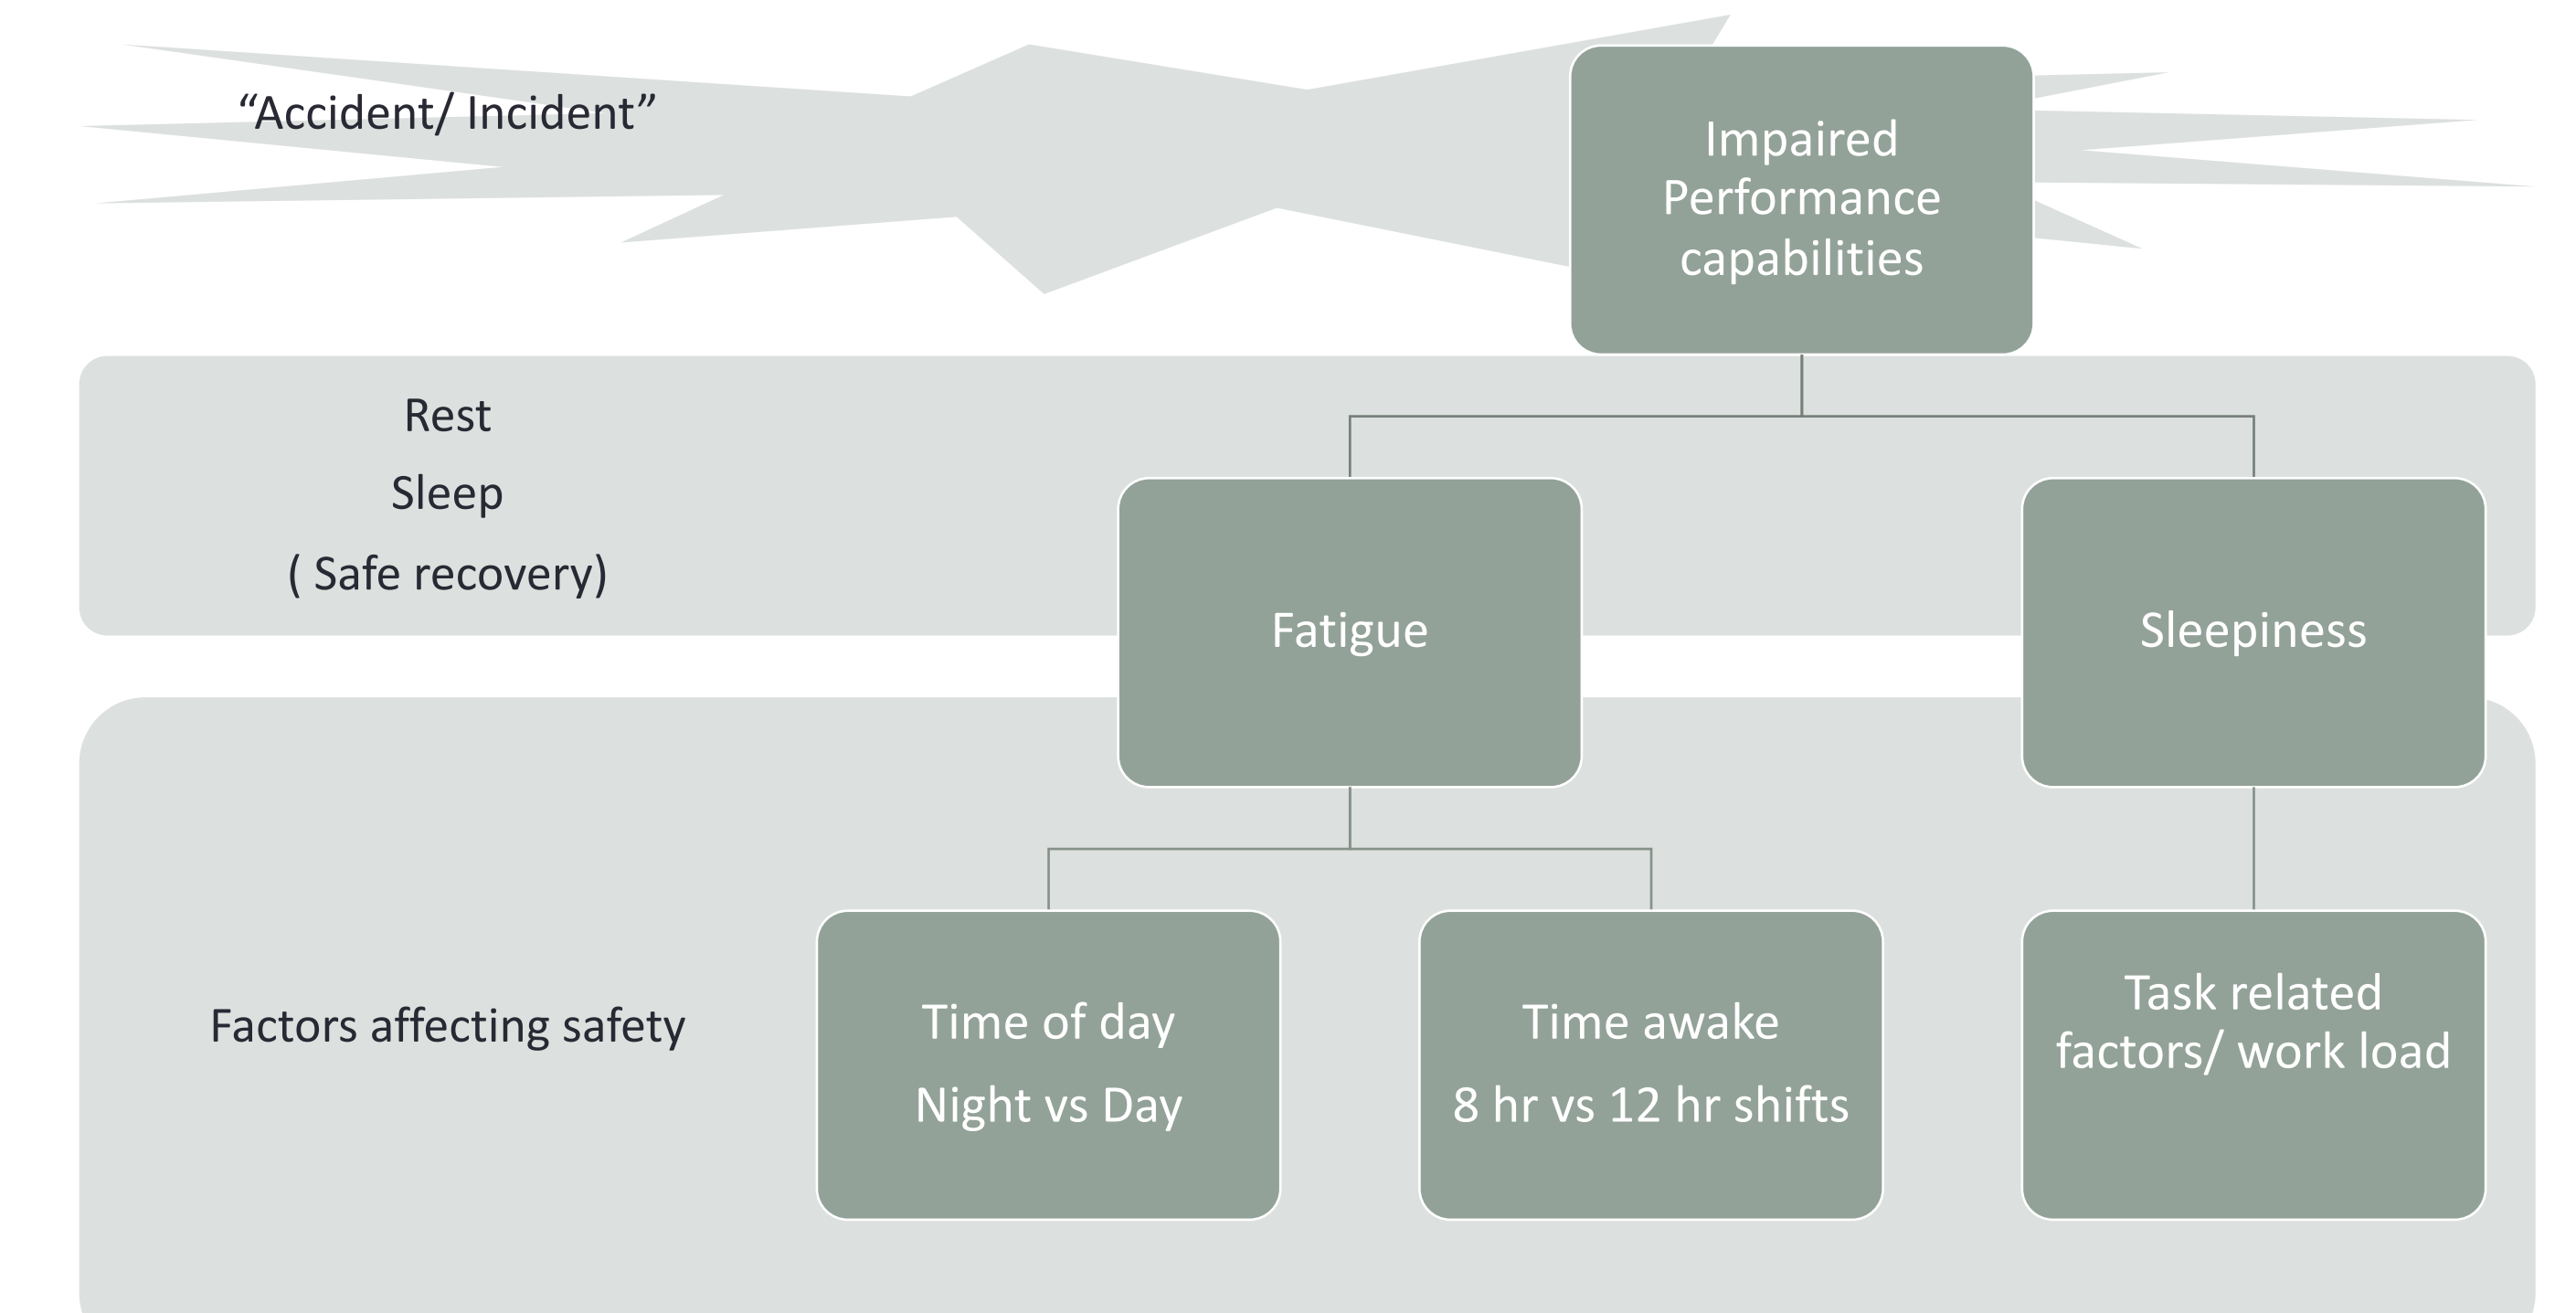 “Accident/ Incident”
Impaired
Performance
capabilities
Rest
Sleep
( Safe recovery)
Fatigue
Sleepiness
Factors affecting safety
Time of day
Night vs Day
Time awake
8 hr vs 12 hr shifts
Task related
factors/ work load